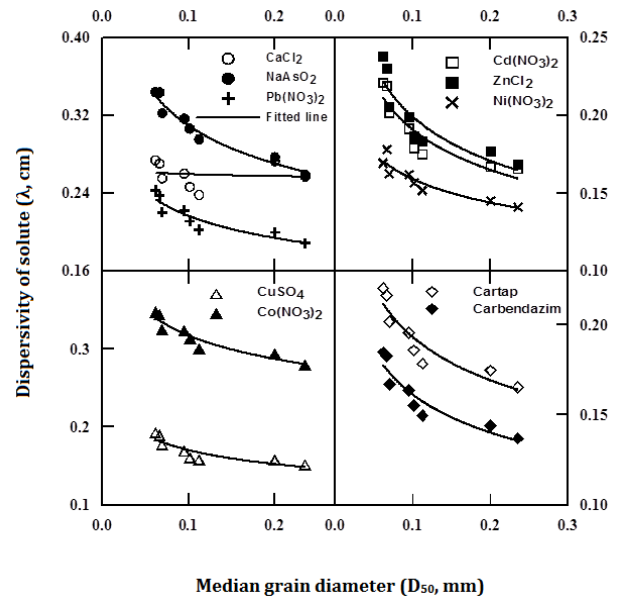 0.0 0.1 0.2 0.0 0.1 0.2 0.3
0.40
0.32
0.24
0.16
CaCl2
NaAsO2
Pb(NO3)2
Fitted line
0.25
0.20
0.15
0.10
Cd(NO3)2
ZnCl2
Ni(NO3)2
Dispersivity of solute (λ, cm)
0.3
0.2
0.1
CuSO4
Co(NO3)2
0.20
0.15
0.10
Cartap
Carbendazim
0.0 0.1 0.2 0.0 0.1 0.2 0.3
Median grain diameter (D50, mm)